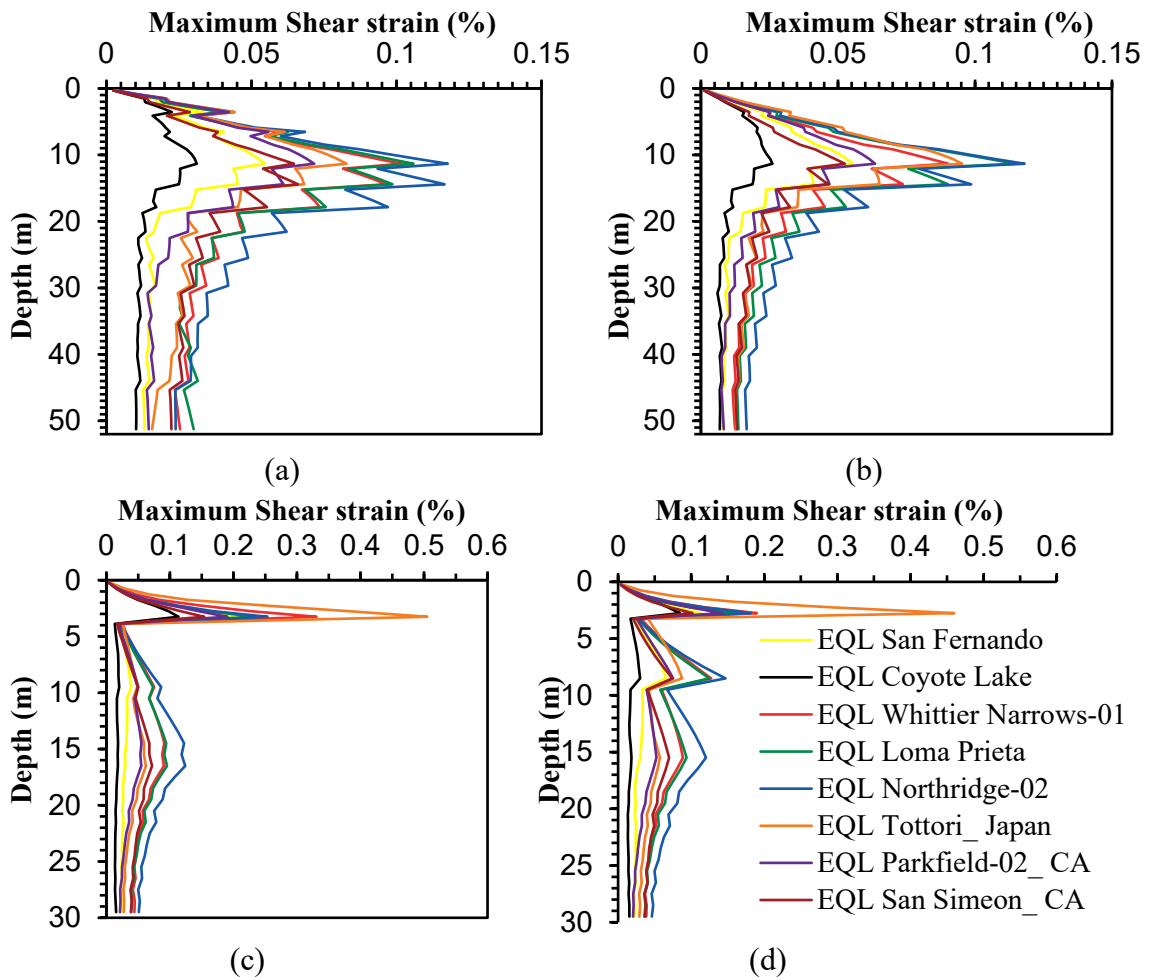 Maximum Shear strain (%)
0 0.05 0.1 0.15
Depth (m)
0
10
20
30
40
50
(a)
Maximum Shear strain (%)
0 0.05 0.1 0.15
Depth (m)
0
10
20
30
40
50
(b)
Maximum Shear strain (%)
0 0.1 0.2 0.3 0.4 0.5 0.6
Depth (m)
0
5
10
15
20
25
30
(c)
Maximum Shear strain (%)
0 0.1 0.2 0.3 0.4 0.5 0.6
Depth (m)
0
5
10
15
20
25
30
EQL San Fernando
EQL Coyote Lake
EQL Whittier Narrows-01
EQL Loma Prieta
EQL Northridge-02
EQL Tottori_ Japan
EQL Parkfield-02_ CA
EQL San Simeon_ CA
(d)